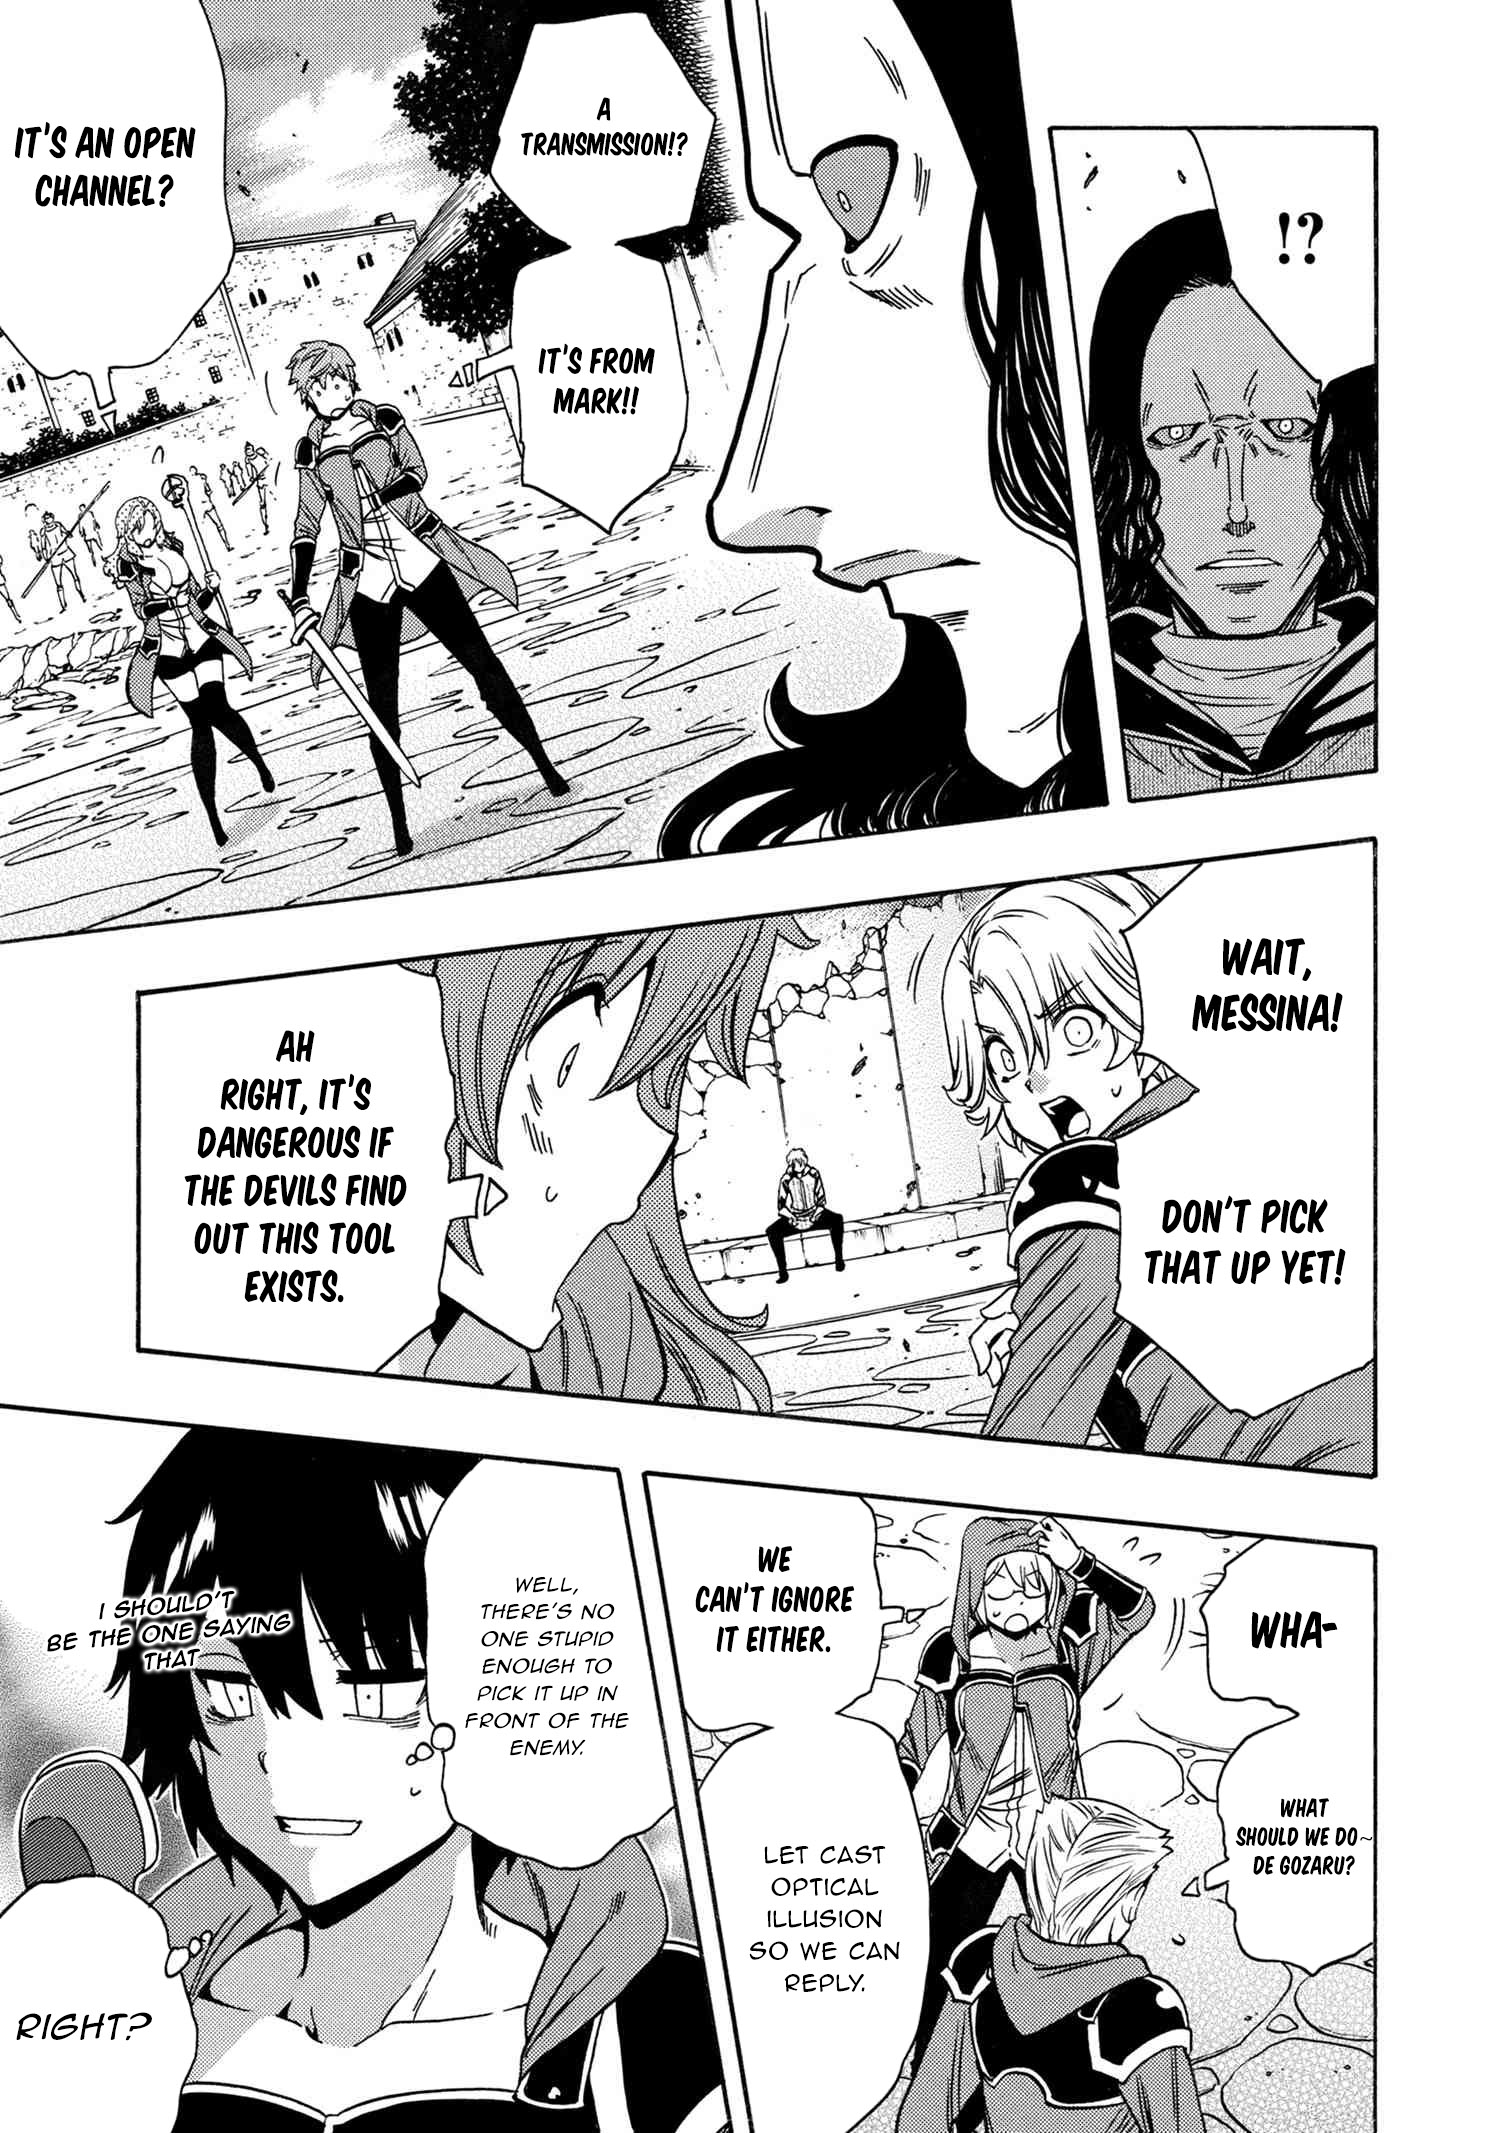 !?
A
TRANSMISSION!?
IT'S FROM
MARK!!
IT'S AN OPEN
CHANNEL?
WAIT,
MESSINA!
DON'T PICK
THAT UP YET!
AH
RIGHT, IT'S
DANGEROUS IF
THE DEVILS FIND
OUT THIS TOOL
EXISTS.
WHA-
WHAT
SHOULD WE DO~
DE GOZARU?
WE
CAN'T IGNORE
IT EITHER.
LET CAST
OPTICAL
ILLUSION
SO WE CAN
REPLY.
WELL,
THERE'S NO
ONE STUPID
ENOUGH TO
PICK IT UP IN
FRONT OF THE
ENEMY.
I SHOULD'T
BE THE ONE SAYING
THAT
RIGHT?